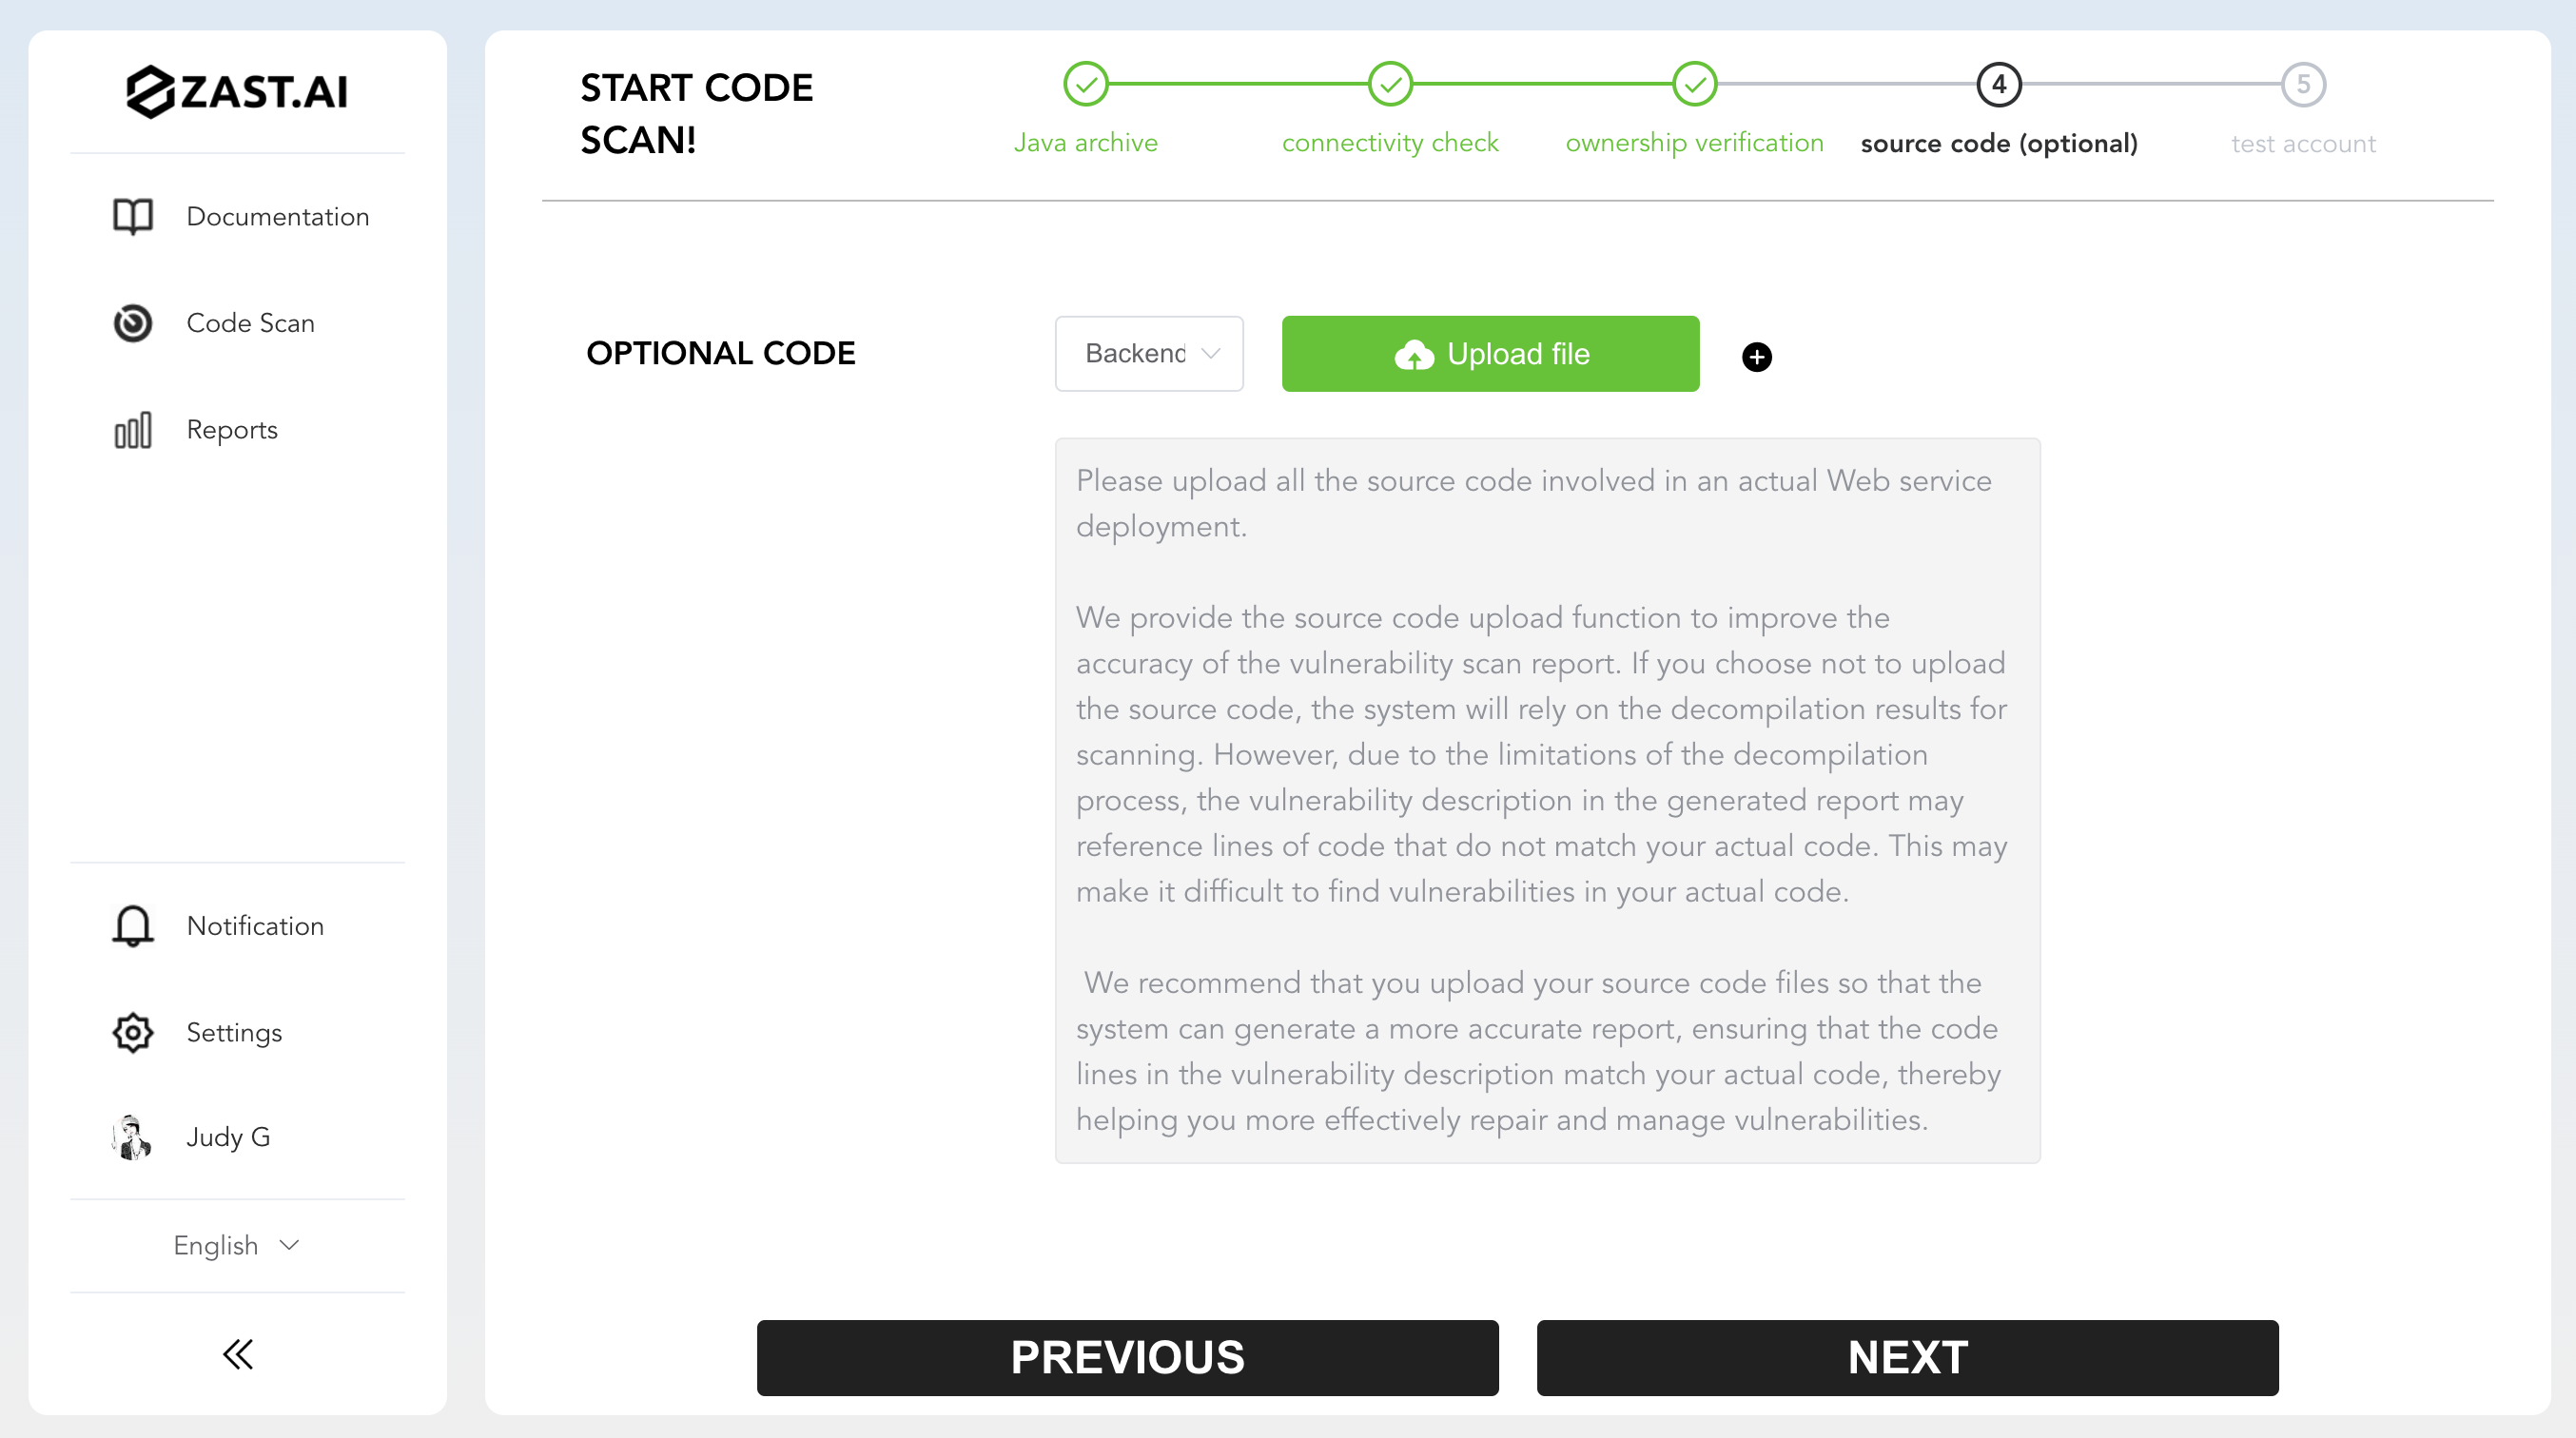 ZAST.AI
Documentation
Code Scan
Reports
Notification
Settings
Judy G
English
START CODE
SCAN!
4
5
Java archive
connectivity check
ownership verification
source code (optional)
test account
OPTIONAL CODE
Backend
Upload file
Please upload all the source code involved in an actual Web service
deployment.
We provide the source code upload function to improve the
accuracy of the vulnerability scan report. If you choose not to upload
the source code, the system will rely on the decompilation results for
scanning. However, due to the limitations of the decompilation
process, the vulnerability description in the generated report may
reference lines of code that do not match your actual code. This may
make it difficult to find vulnerabilities in your actual code.
We recommend that you upload your source code files so that the
system can generate a more accurate report, ensuring that the code
lines in the vulnerability description match your actual code, thereby
helping you more effectively repair and manage vulnerabilities.
PREVIOUS
NEXT